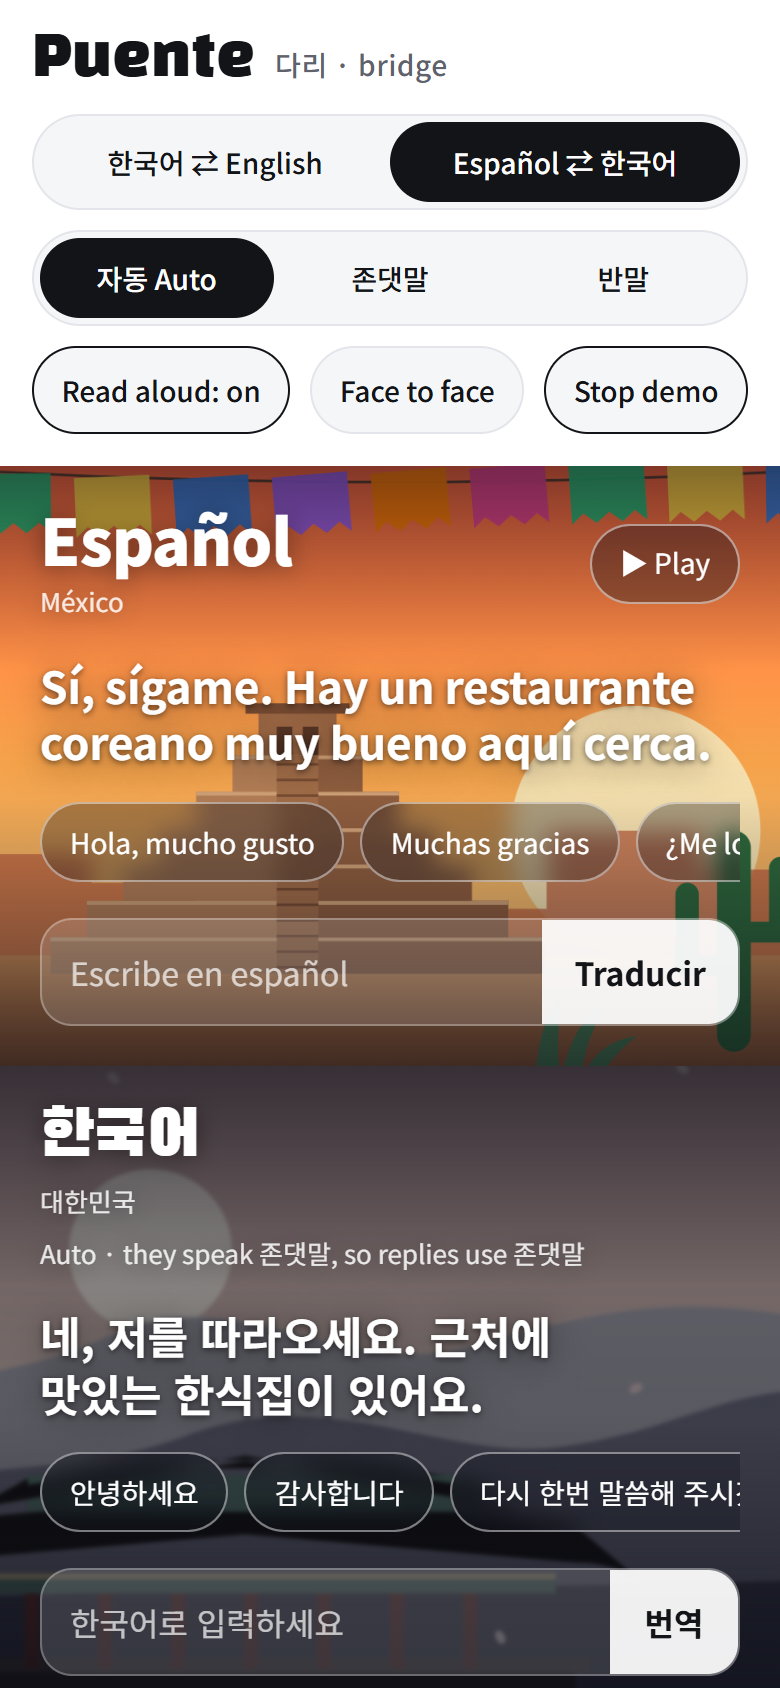 Puente 다리 · bridge
한국어 ⇄ English
Español ⇄ 한국어
자동 Auto
존댓말
반말
Read aloud: on
Face to face
Stop demo
Español
▶ Play
México
Sí, sígame. Hay un restaurante
coreano muy bueno aquí cerca.
Hola, mucho gusto
Muchas gracias
¿Me
Escribe en español
Traducir
한국어
대한민국
Auto · they speak 존댓말, so replies use 존댓말
네, 저를 따라오세요. 근처에
맛있는 한식집이 있어요.
안녕하세요
감사합니다
다시 한번 말씀해 주시
한국어로 입력하세요
번역